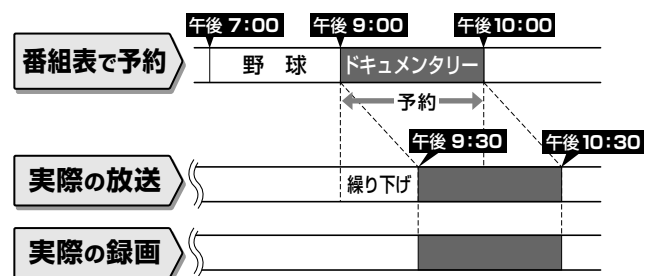 午後 7:00 午後 9:00 午後10:00
番組表で予約 野 球 ドキュメンタリー
予約
午後 9:30 午後10:30
実際の放送 繰り下げ
実際の録画